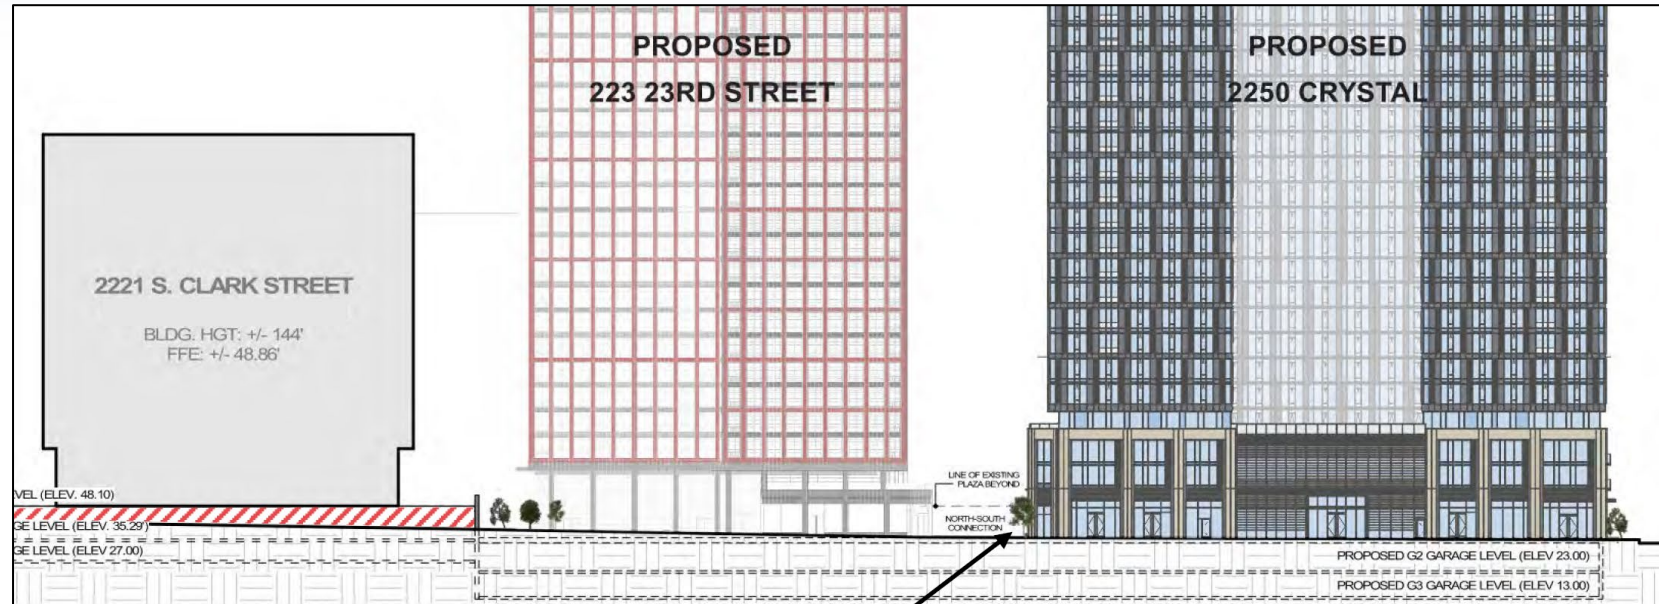 PROPOSED
223 23RD STREET
PROPOSED
2250 CRYSTAL
2221 S. CLARK STREET
BLDG. HGT: +/- 144'
FFE: +/- 48.86'
LINE OF EXISTING
PLAZA BEYOND
NORTH-SOUTH
CONNECTION
VEL (ELEV. 48.10)
GE LEVEL (ELEV. 35.29')
GE LEVEL (ELEV 27.00)
PROPOSED G2 GARAGE LEVEL (ELEV 23.00)
PROPOSED G3 GARAGE LEVEL (ELEV 13.00)